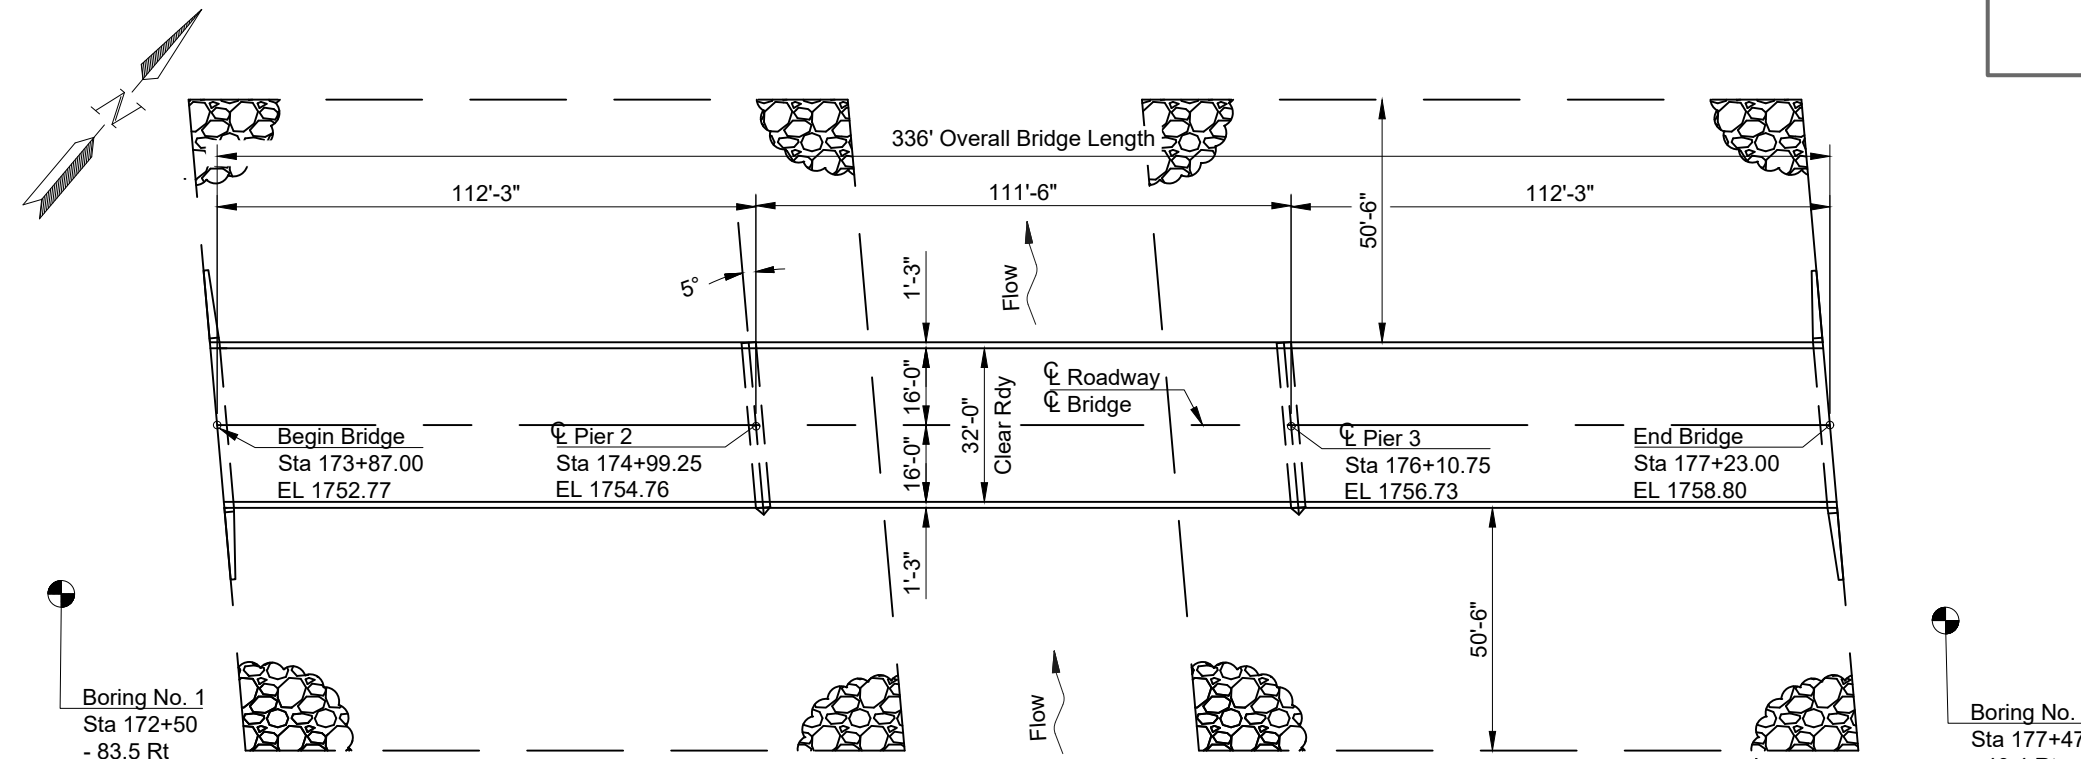 N
336' Overall Bridge Length
112'-3"
111'-6"
112'-3"
50'-6"
5°
1'-3"
Flow
16'-0"
32'-0"
Clear Rdy
16'-0"
℄ Roadway
℄ Bridge
Begin Bridge
Sta 173+87.00
EL 1752.77
℄ Pier 2
Sta 174+99.25
EL 1754.76
℄ Pier 3
Sta 176+10.75
EL 1756.73
End Bridge
Sta 177+23.00
EL 1758.80
1'-3"
50'-6"
Flow
Boring No. 1
Sta 172+50
- 83.5 Rt
Boring No.
Sta 177+47